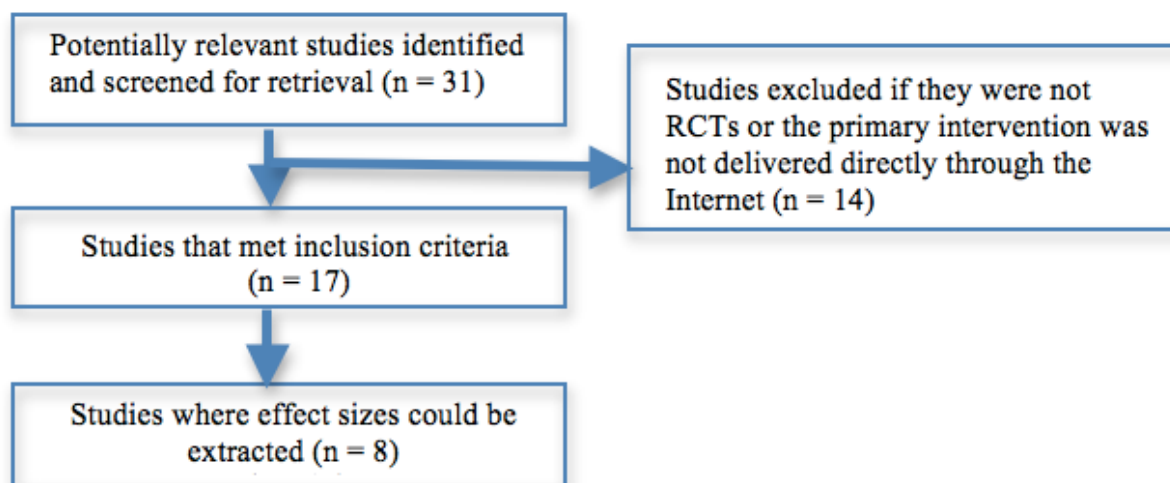 Potentially relevant studies identified
and screened for retrieval (n = 31)
Studies excluded if they were not
RCTs or the primary intervention was
not delivered directly through the
Internet (n = 14)
Studies that met inclusion criteria
(n = 17)
Studies where effect sizes could be
extracted (n = 8)